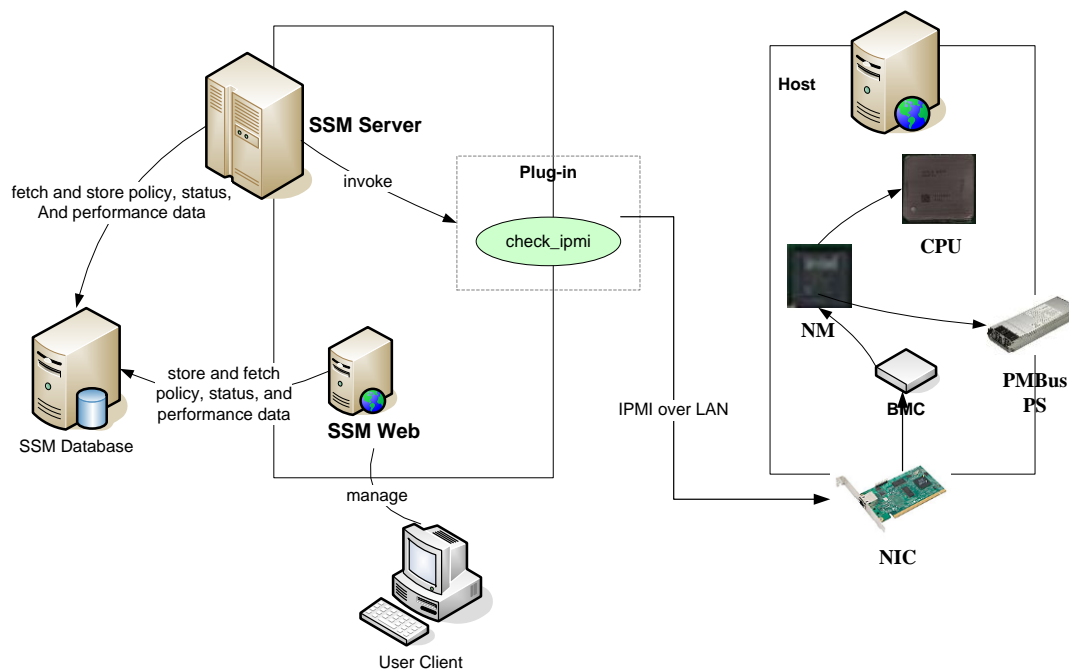 SSM Server
fetch and store policy, status,
And performance data
invoke
Plug-in
check_ipmi
Host
CPU
NM
PMBus
PS
BMC
IPMI over LAN
NIC
store and fetch
policy, status, and
performance data
SSM Database
SSM Web
manage
User Client